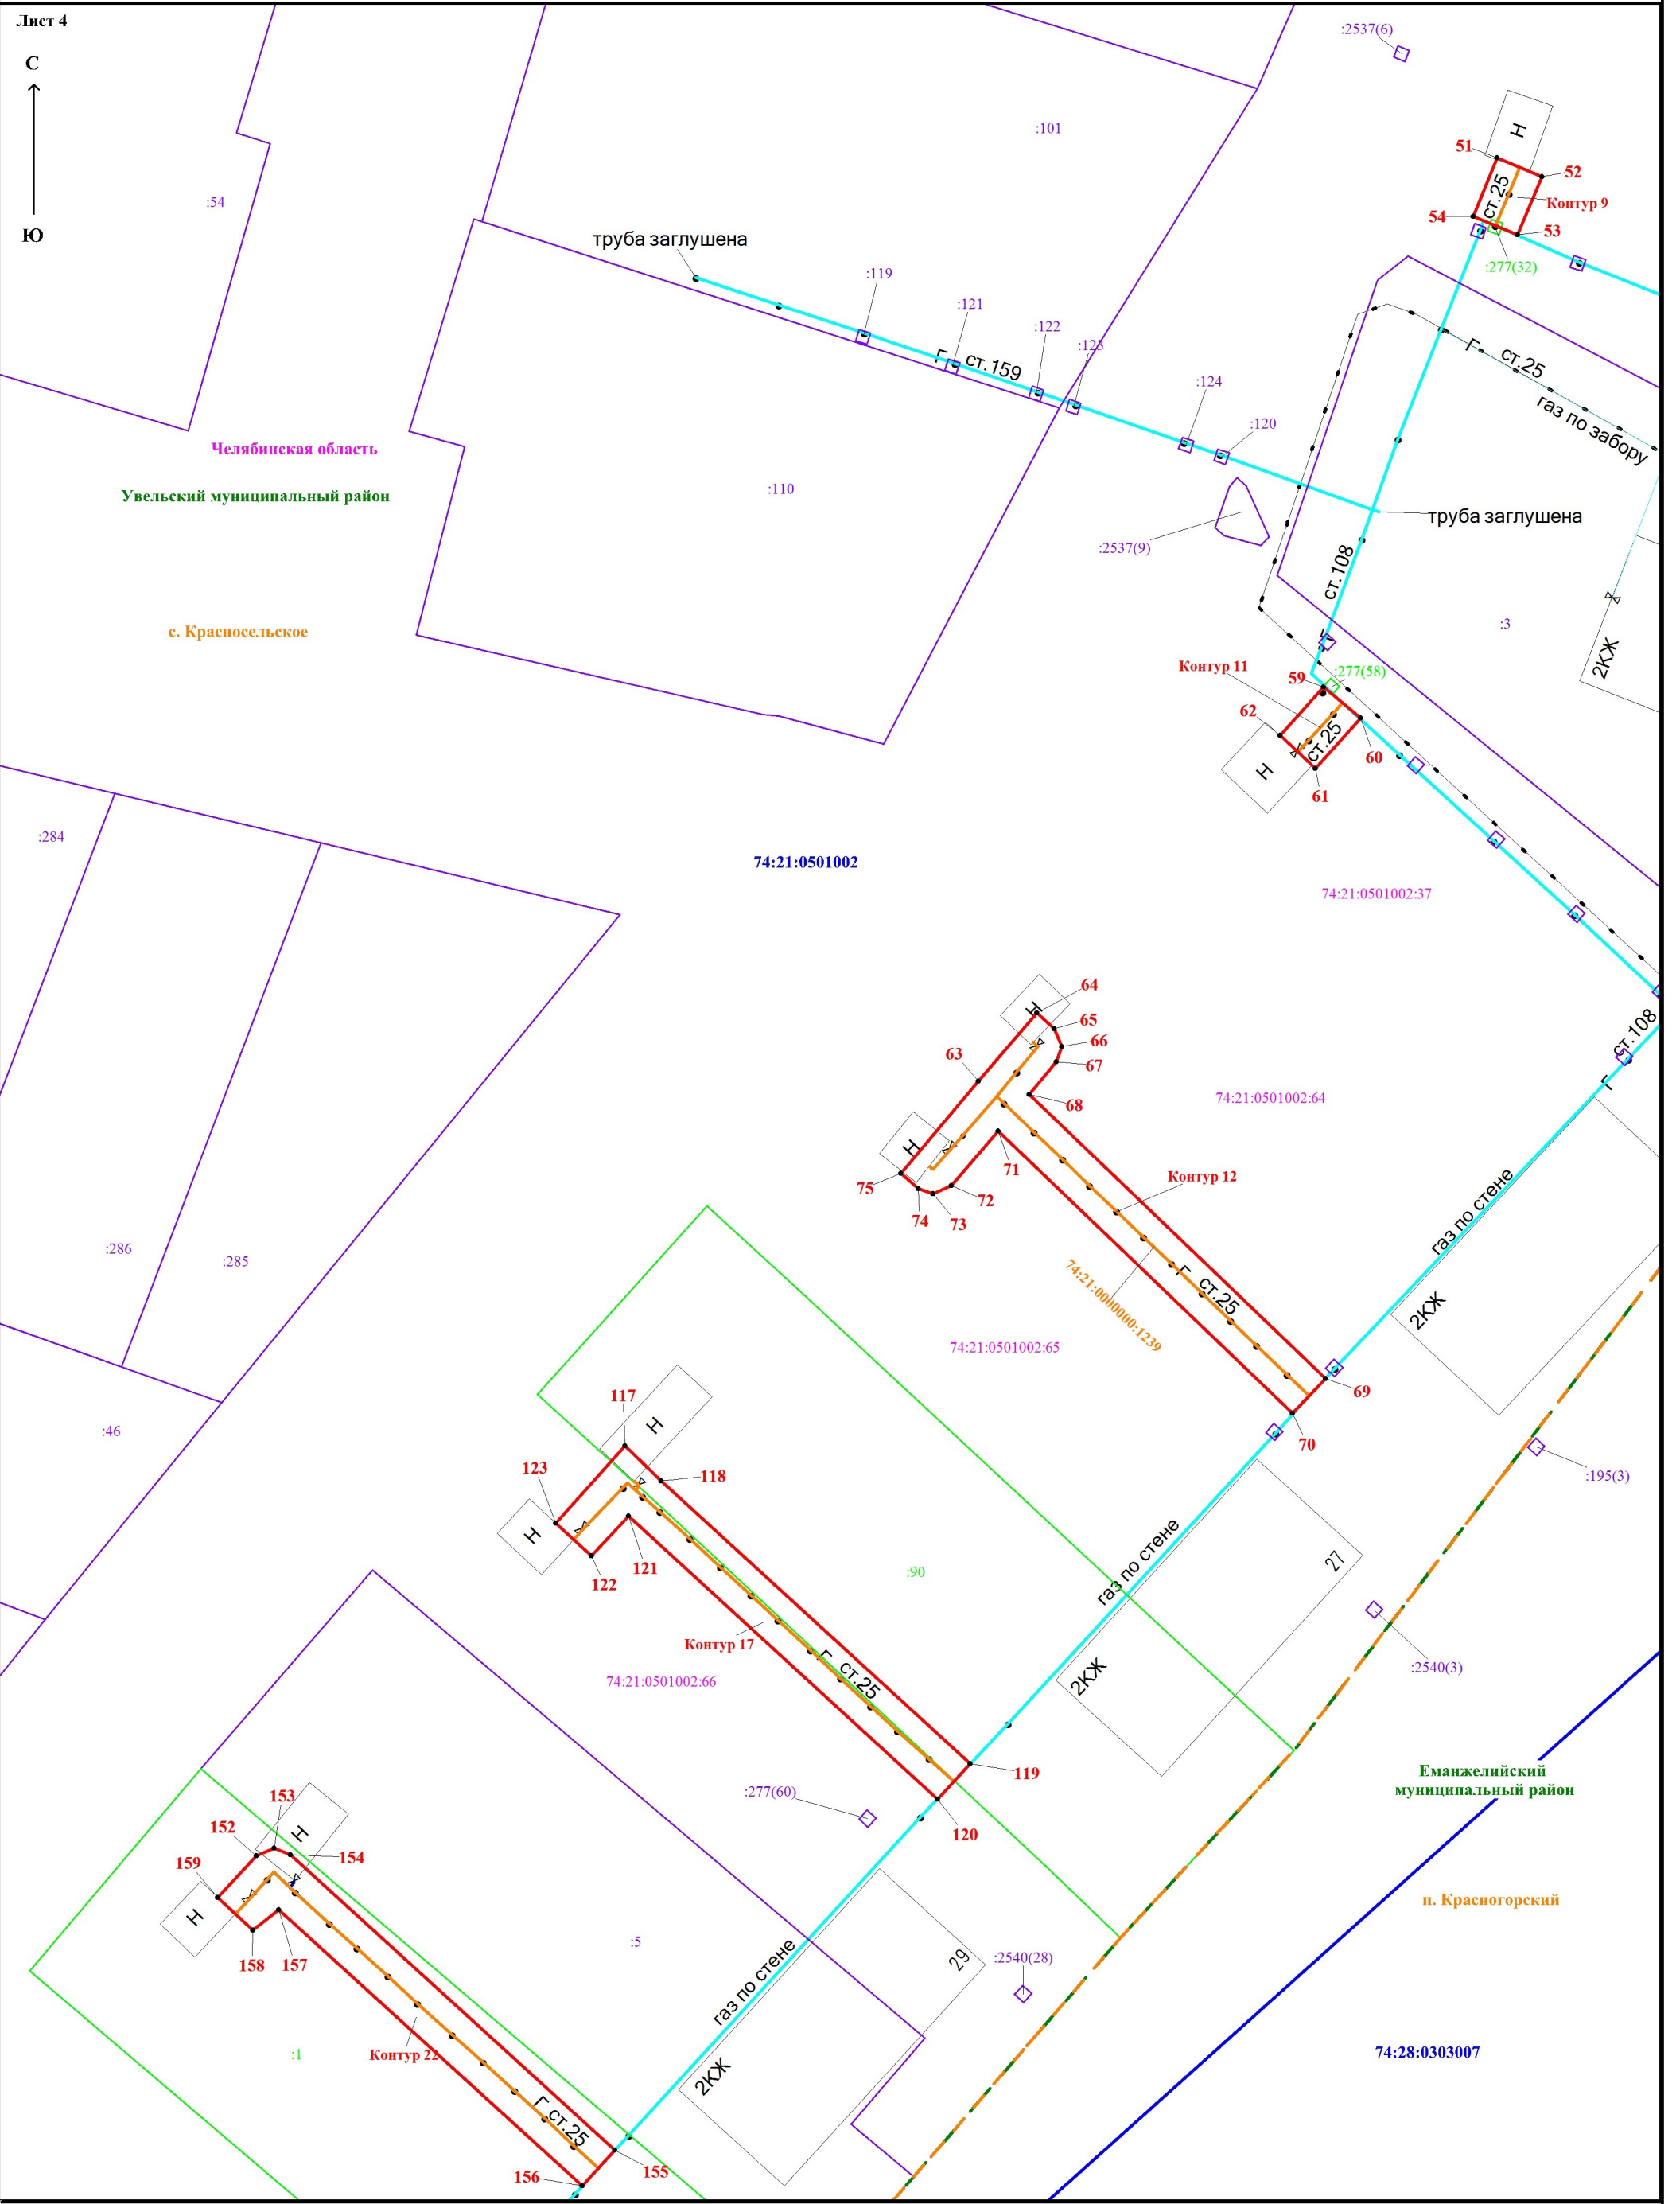 Лист 4
С
Ю
:2537(6)
:101
51
Н
:54
52
ст.25
Контур 9
54
53
труба заглушена
:277(32)
:119
:121
:122
:123
Г
ст.159
Г
ст.25
:124
газ по забору
:120
Челябинская область
:110
Увельский муниципальный район
труба заглушена
:2537(9)
ст.108
:3
с. Красносельское
Г
2КЖ
Контур 11
59
:277(58)
62
ст.25
60
Н
61
:284
74:21:0501002
74:21:0501002:37
64
Н
65
ст.108
66
63
67
Г
74:21:0501002:64
68
Н
71
Контур 12
75
72
74
73
газ по стене
:286
:285
74:21:0000000:1239
Г
ст.25
2КЖ
74:21:0501002:65
69
117
Н
:46
70
123
118
:195(3)
Н
121
122
:90
газ по стене
27
Контур 17
Г
ст.25
74:21:0501002:66
2КЖ
:2540(3)
119
Еманжелийский
муниципальный район
:277(60)
153
152
Н
120
159
154
п. Красногорский
Н
158
157
:5
газ по стене
29
:2540(28)
:1
Контур 22
74:28:0303007
2КЖ
Г
ст.25
156
155